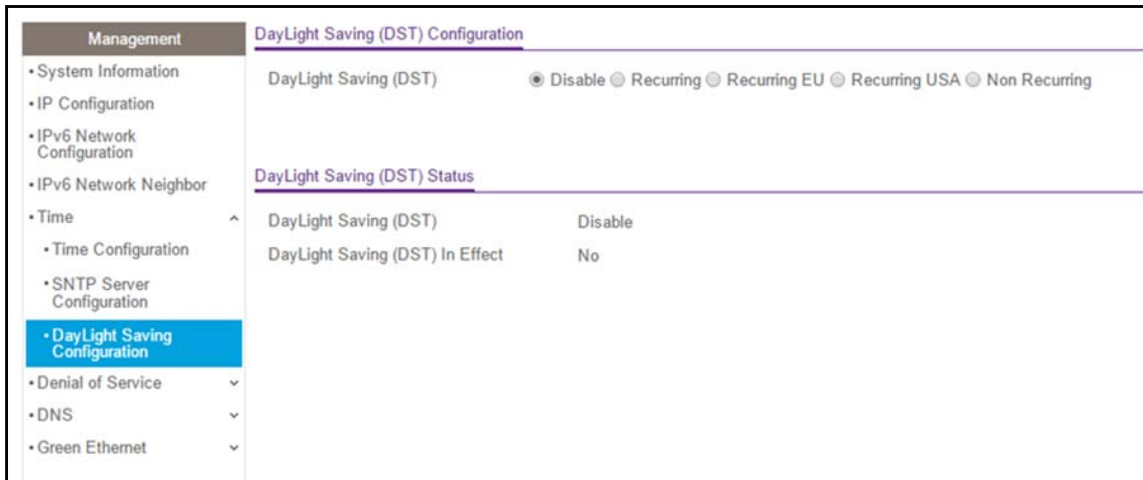 Management
• System Information
• IP Configuration
• IPv6 Network
Configuration
• IPv6 Network Neighbor
• Time
• Time Configuration
• SNTP Server
Configuration
• DayLight Saving
Configuration
• Denial of Service
• DNS
• Green Ethernet
DayLight Saving (DST) Configuration
DayLight Saving (DST) Disable Recurring Recurring EU Recurring USA Non Recurring
DayLight Saving (DST) Status
DayLight Saving (DST) Disable
DayLight Saving (DST) In Effect No